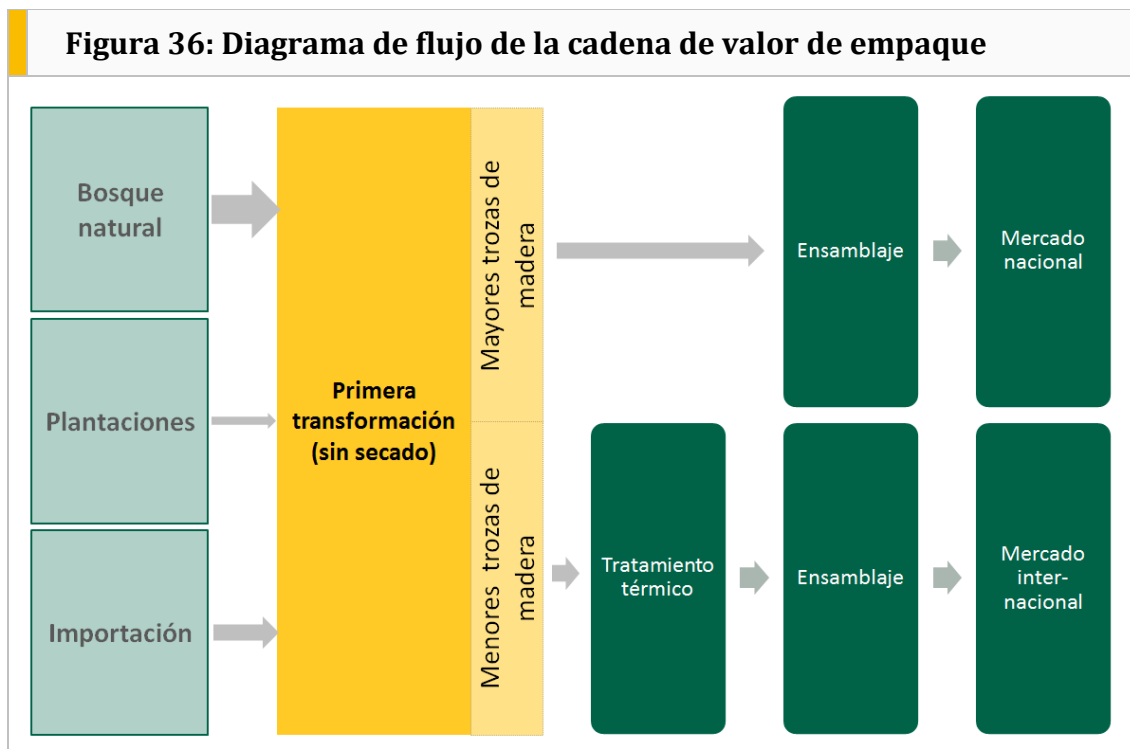 Figura 36: Diagrama de flujo de la cadena de valor de empaque
Bosque
natural
Plantaciones
Importación
Primera
transformación
(sin secado)
Mayores trozas de
madera
Menores trozas de
madera
Ensamblaje
Mercado
nacional
Tratamiento
térmico
Ensamblaje
Mercado
inter-
nacional